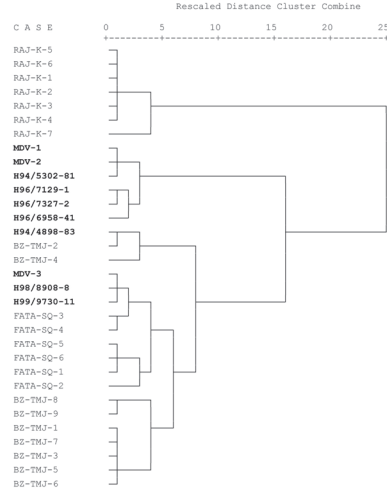 Rescaled Distance Cluster Combine
C A S E 0 5 10 15 20 25
RAJ-K-5
RAJ-K-6
RAJ-K-1
RAJ-K-2
RAJ-K-3
RAJ-K-4
RAJ-K-7
MDV-1
MDV-2
H94/5302-81
H96/7129-1
H96/7327-2
H96/6958-41
H94/4898-83
BZ-TMJ-2
BZ-TMJ-4
MDV-3
H98/8908-8
H99/9730-11
FATA-SQ-3
FATA-SQ-4
FATA-SQ-5
FATA-SQ-6
FATA-SQ-1
FATA-SQ-2
BZ-TMJ-8
BZ-TMJ-9
BZ-TMJ-1
BZ-TMJ-7
BZ-TMJ-3
BZ-TMJ-5
BZ-TMJ-6